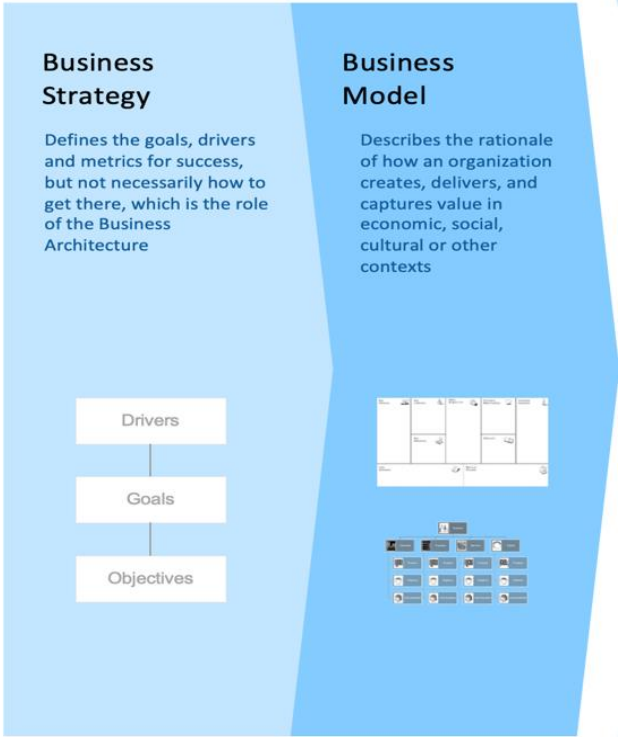 Business
Strategy
Defines the goals, drivers
and metrics for success,
but not necessarily how to
get there, which is the role
of the Business
Architecture
Drivers
Goals
Objectives
Business
Model
Describes the rationale
of how an organization
creates, delivers, and
captures value in
economic, social,
cultural or other
contexts